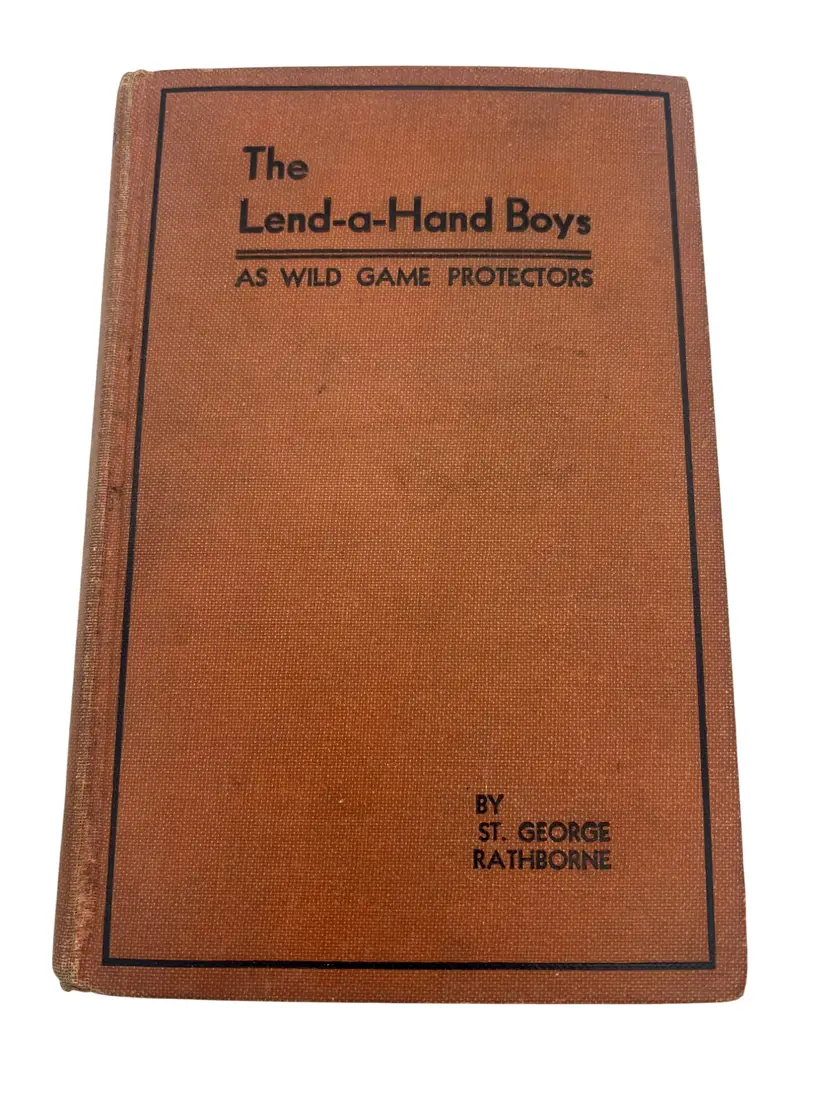 The
Lend-a-Hand Boys
AS WILD GAME PROTECTORS
BY
ST. GEORGE
RATHBORNE